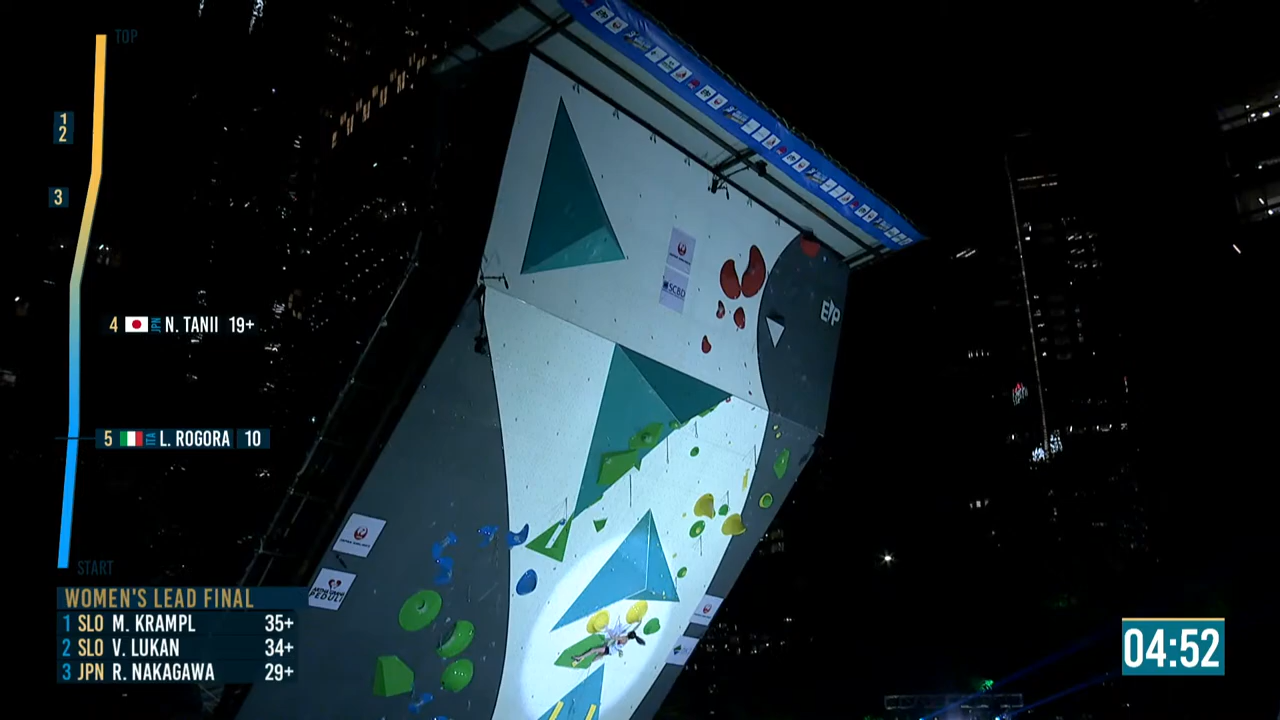 TOP
1
2
3
4 JPN N. TANII 19+
5 ITA L. ROGORA 10
START
WOMEN'S LEAD FINAL
1 SLO M. KRAMPL 35+
2 SLO V. LUKAN 34+
3 JPN R. NAKAGAWA 29+
04:52
SCBD
E/P
PEDULI